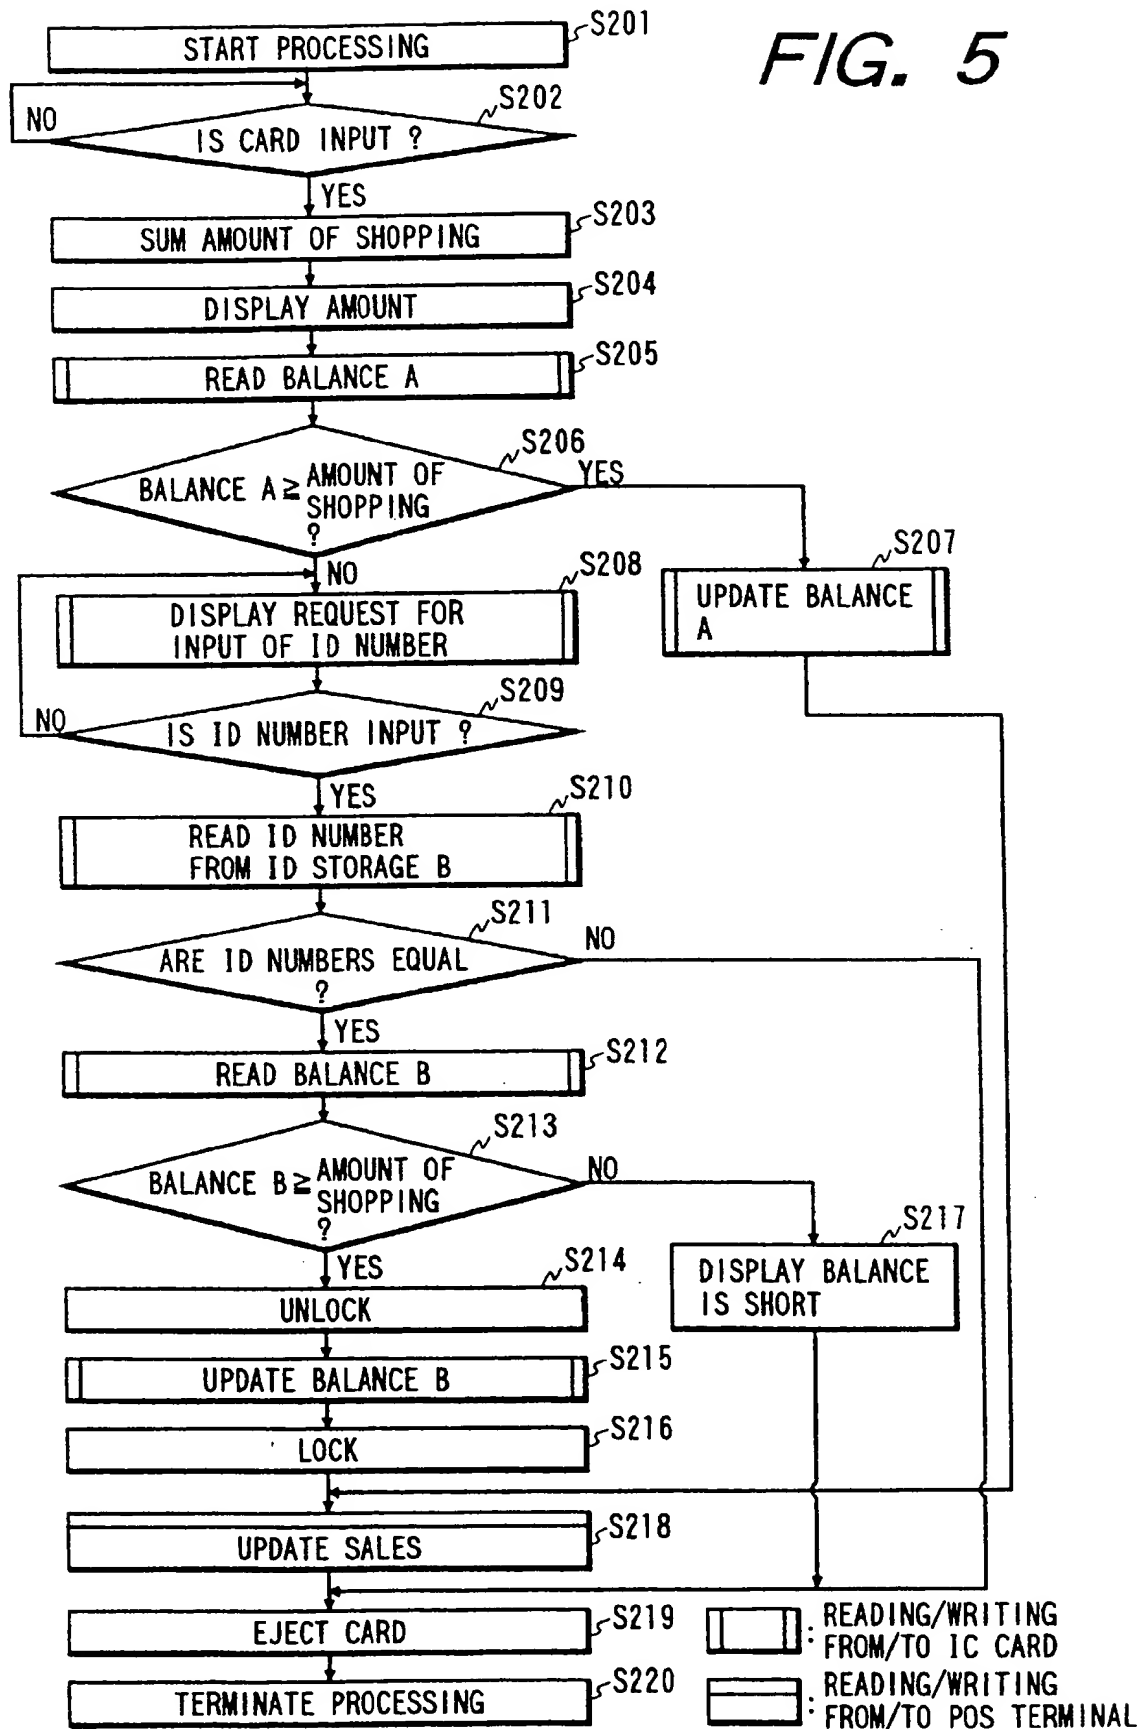 FIG. 5
S201
START PROCESSING
NO
S202
IS CARD INPUT ?
YES
S203
SUM AMOUNT OF SHOPPING
S204
DISPLAY AMOUNT
S205
READ BALANCE A
S206
BALANCE A ≧ AMOUNT OF
SHOPPING
?
YES
S207
UPDATE BALANCE
A
NO
S208
DISPLAY REQUEST FOR
INPUT OF ID NUMBER
S209
NO
IS ID NUMBER INPUT ?
YES
S210
READ ID NUMBER
FROM ID STORAGE B
S211
NO
ARE ID NUMBERS EQUAL
?
YES
S212
READ BALANCE B
S213
BALANCE B ≧ AMOUNT OF
SHOPPING
?
NO
S217
DISPLAY BALANCE
IS SHORT
YES
S214
UNLOCK
S215
UPDATE BALANCE B
S216
LOCK
S218
UPDATE SALES
S219
EJECT CARD
S220
TERMINATE PROCESSING
: READING/WRITING
FROM/TO IC CARD
: READING/WRITING
FROM/TO POS TERMINAL